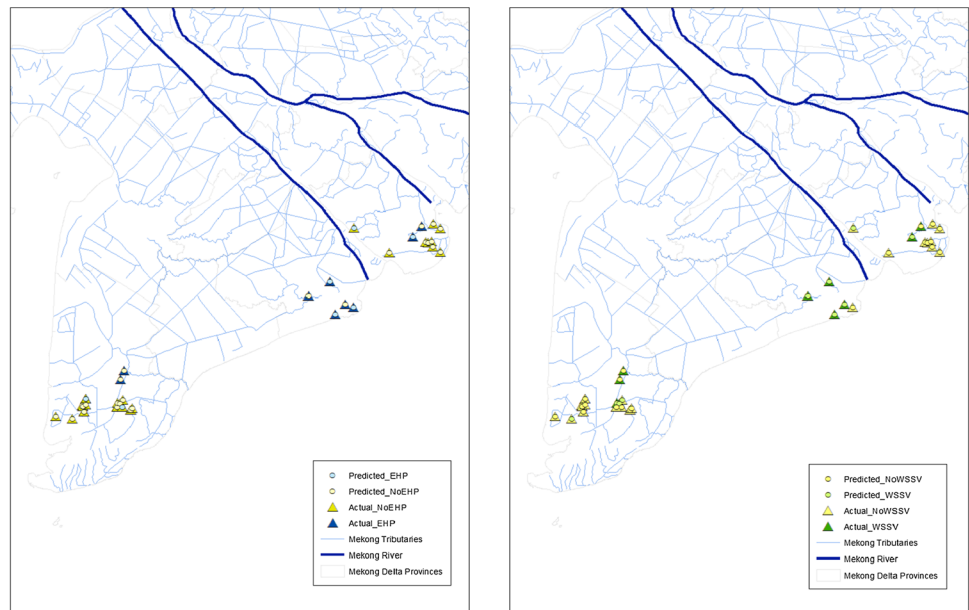 Predicted_EHP
Predicted_NoEHP
Actual_NoEHP
Actual_EHP
Mekong Tributaries
Mekong River
Mekong Delta Provinces
Predicted_NoWSSV
Predicted_WSSV
Actual_NoWSSV
Actual_WSSV
Mekong Tributaries
Mekong River
Mekong Delta Provinces